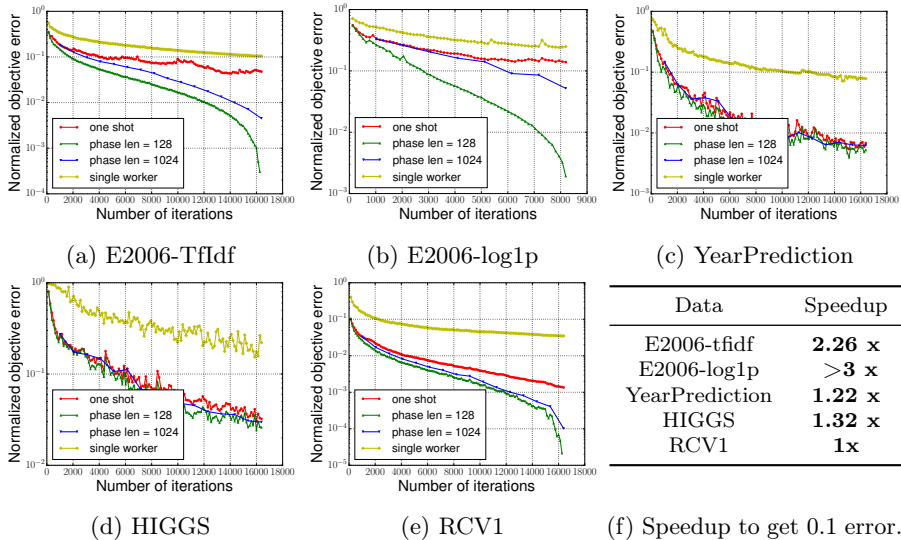 Normalized objective error
10^0
10^-1
10^-2
10^-3
10^-4
one shot
phase len = 128
phase len = 1024
single worker
0 2000 4000 6000 8000 10000 12000 14000 16000 18000
Number of iterations
(a) E2006-TfIdf
Normalized objective error
10^0
10^-1
10^-2
10^-3
one shot
phase len = 128
phase len = 1024
single worker
0 1000 2000 3000 4000 5000 6000 7000 8000 9000
Number of iterations
(b) E2006-log1p
Normalized objective error
10^0
10^-1
10^-2
10^-3
one shot
phase len = 128
phase len = 1024
single worker
0 2000 4000 6000 8000 10000 12000 14000 16000 18000
Number of iterations
(c) YearPrediction
Normalized objective error
10^0
10^-1
10^-2
one shot
phase len = 128
phase len = 1024
single worker
0 2000 4000 6000 8000 10000 12000 14000 16000 18000
Number of iterations
(d) HIGGS
Normalized objective error
10^0
10^-1
10^-2
10^-3
10^-4
10^-5
one shot
phase len = 128
phase len = 1024
single worker
0 2000 4000 6000 8000 10000 12000 14000 16000 18000
Number of iterations
(e) RCV1
Data Speedup
E2006-tfidf 2.26 x
E2006-log1p >3 x
YearPrediction 1.22 x
HIGGS 1.32 x
RCV1 1x
(f) Speedup to get 0.1 error.